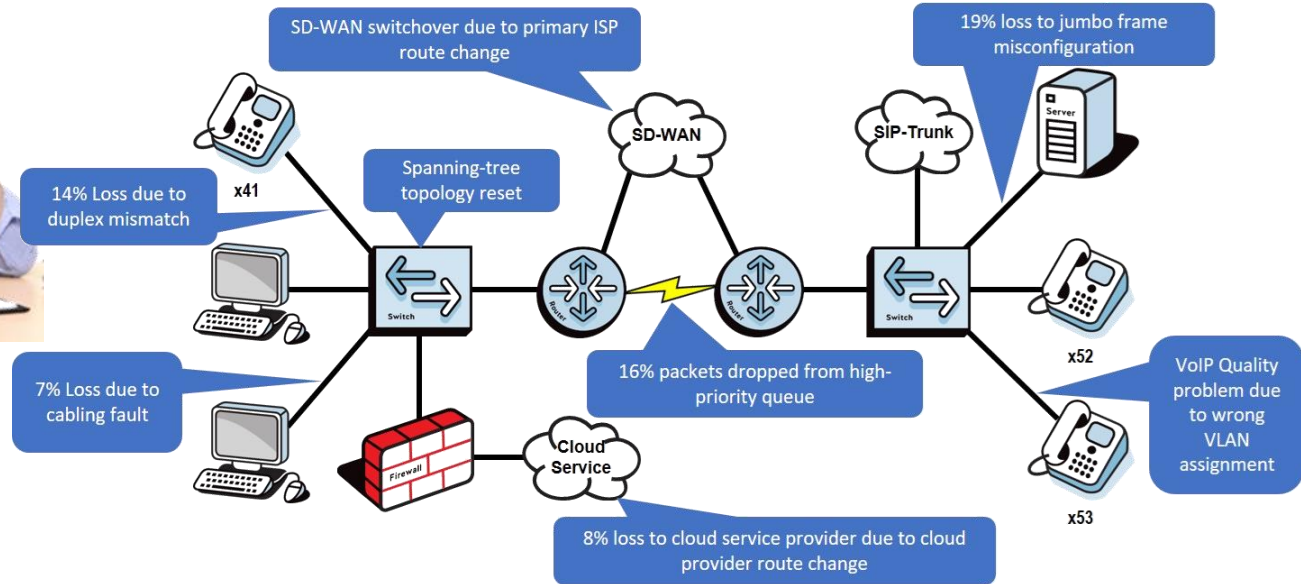 SD-WAN switchover due to primary ISP
route change
19% loss to jumbo frame
misconfiguration
Server
SD-WAN
SIP-Trunk
x41
14% Loss due to
duplex mismatch
Spanning-tree
topology reset
Switch
Router
Router
Switch
x52
7% Loss due to
cabling fault
16% packets dropped from high-
priority queue
VoIP Quality
problem due
to wrong
VLAN
assignment
Firewall
Cloud
Service
x53
8% loss to cloud service provider due to cloud
provider route change